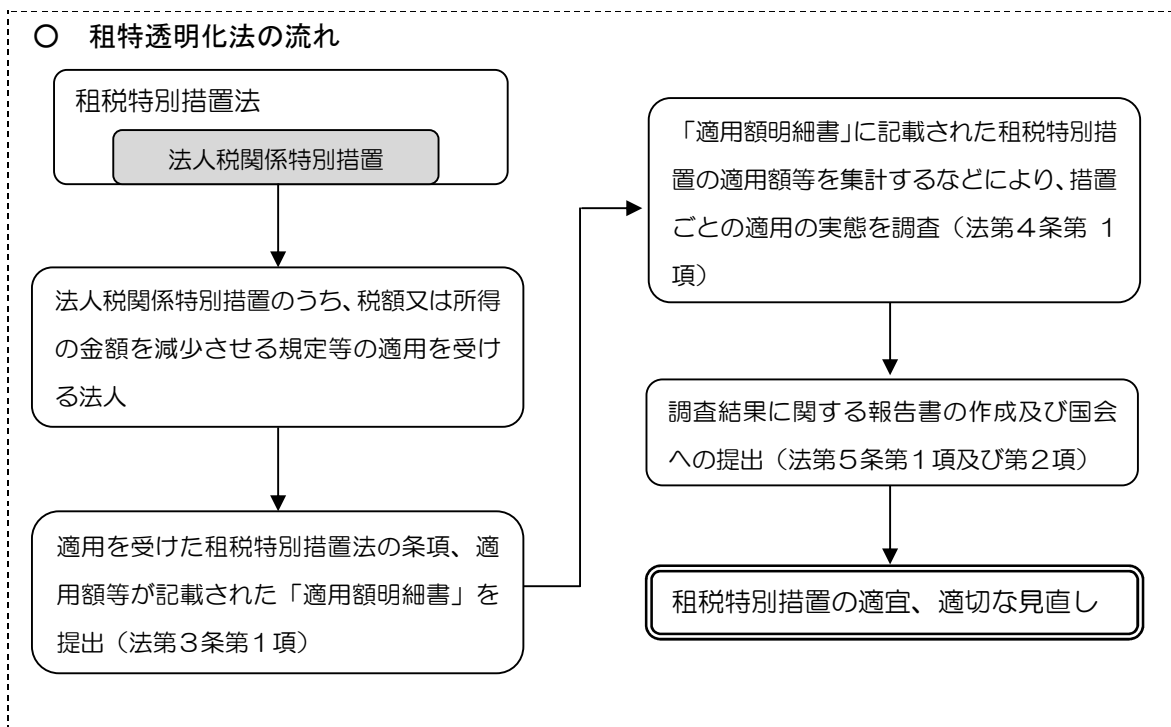 ○ 租特透明化法の流れ
租税特別措置法
法人税関係特別措置
法人税関係特別措置のうち、税額又は所得
の金額を減少させる規定等の適用を受け
る法人
適用を受けた租税特別措置法の条項、適
用額等が記載された「適用額明細書」を
提出（法第３条第１項）
「適用額明細書」に記載された租税特別措
置の適用額等を集計するなどにより、措置
ごとの適用の実態を調査（法第４条第 １
項）
調査結果に関する報告書の作成及び国会
への提出（法第５条第１項及び第２項）
租税特別措置の適宜、適切な見直し